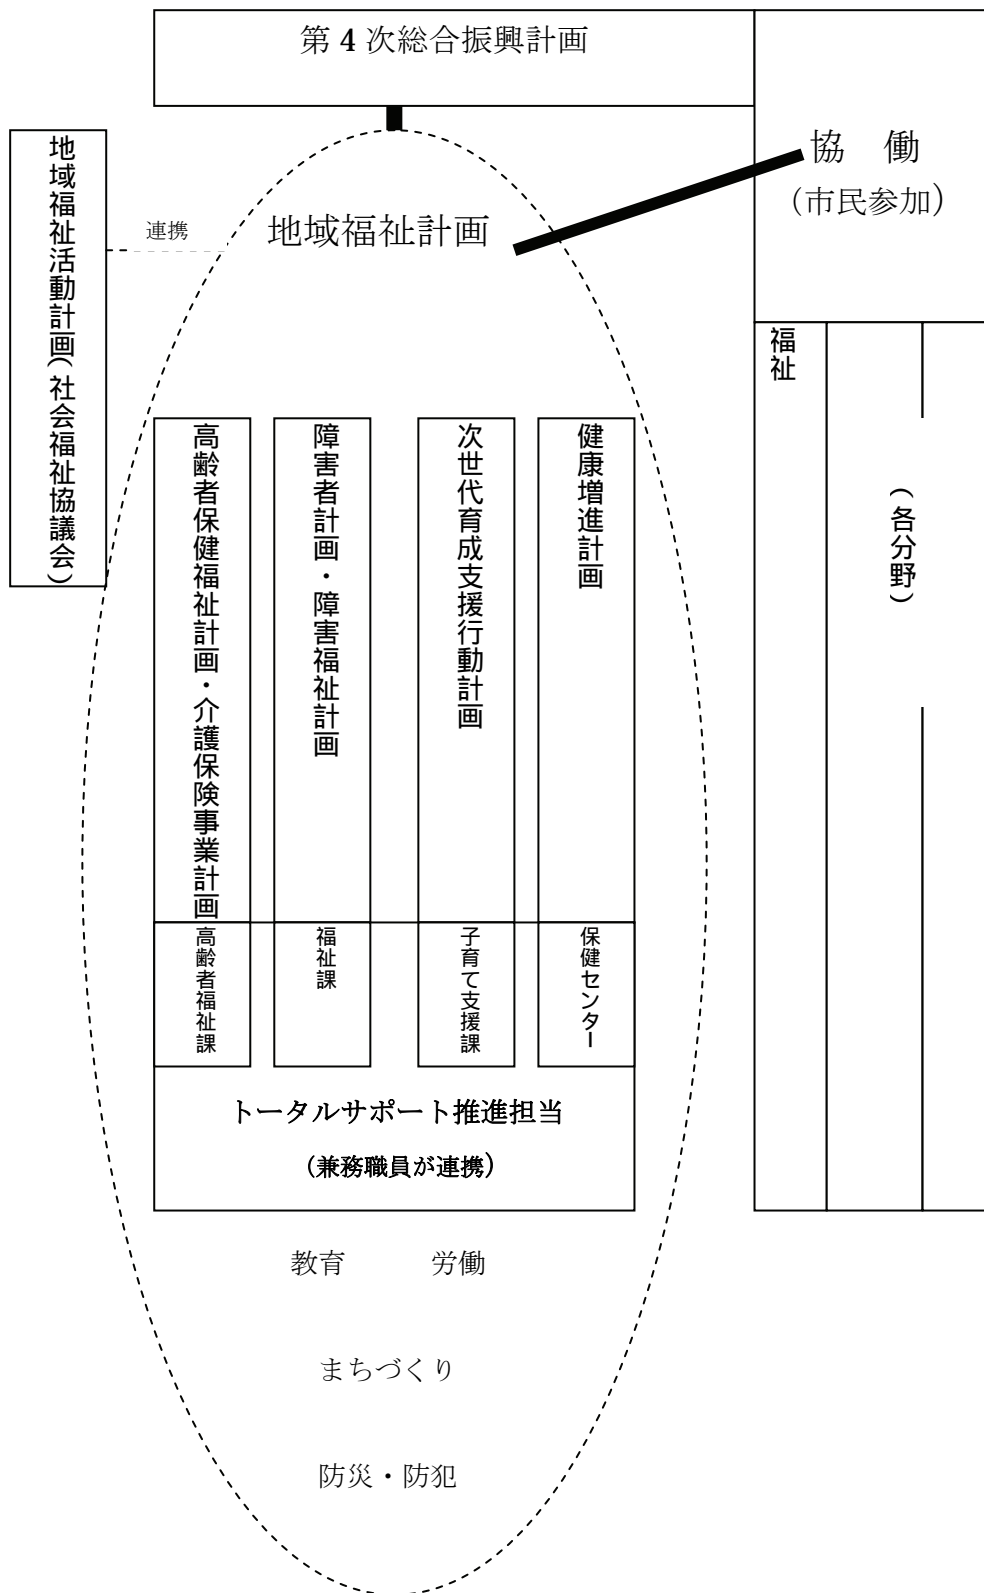 第4次総合振興計画
協　働
（市民参加）
地域福祉活動計画（社会福祉協議会）
連携
地域福祉計画
福祉
（各分野）
高齢者保健福祉計画・介護保険事業計画
障害者計画・障害福祉計画
次世代育成支援行動計画
健康増進計画
高齢者福祉課
福祉課
子育て支援課
保健センター
トータルサポート推進担当
（兼務職員が連携）
教育　労働
まちづくり
防災・防犯